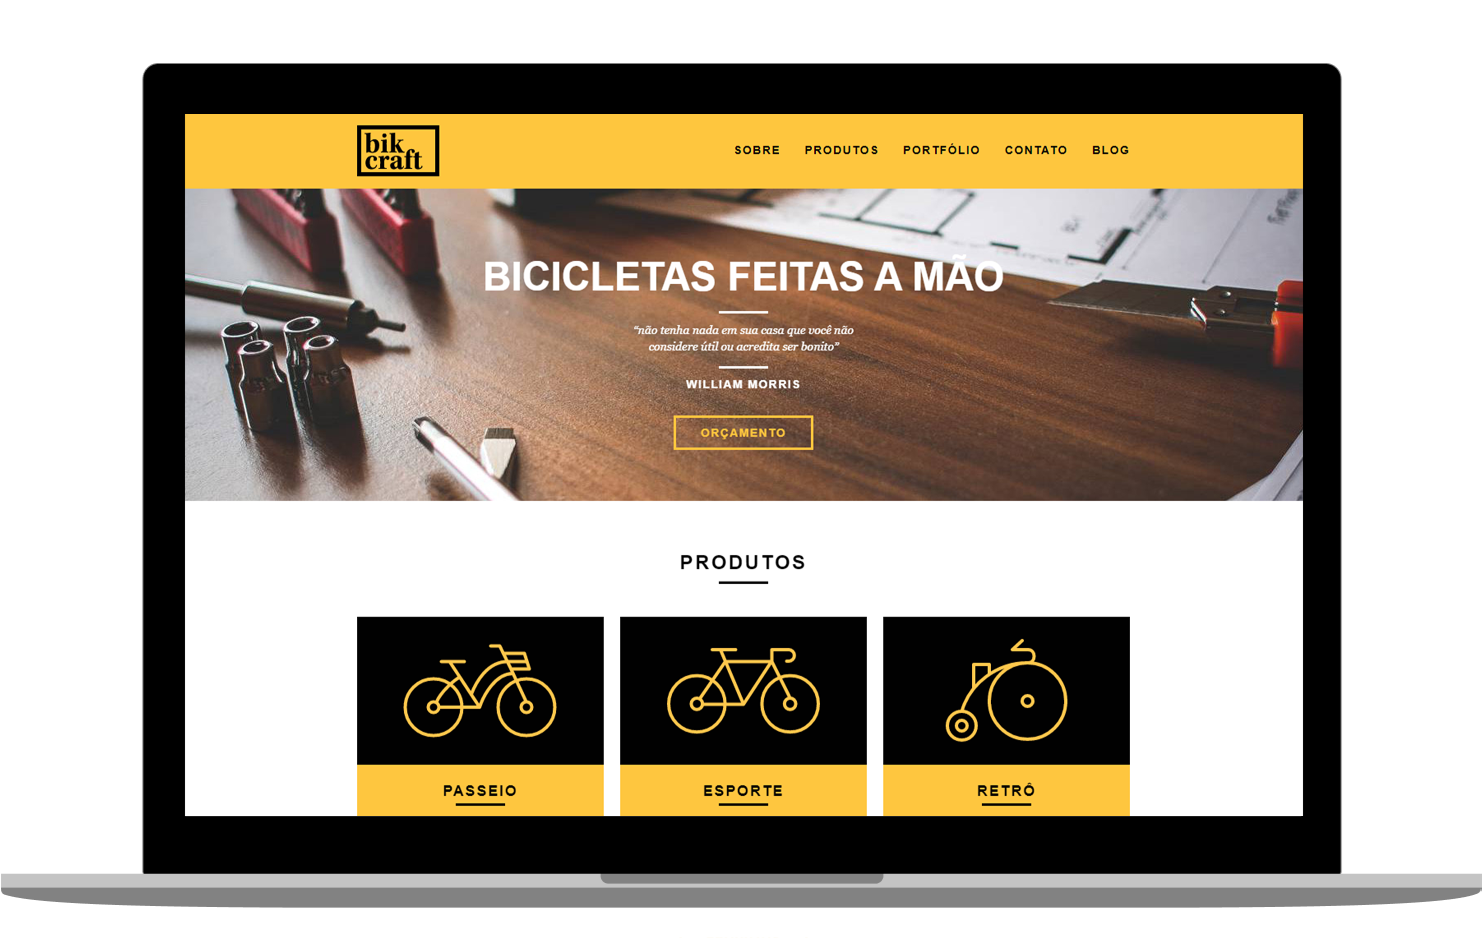 bik
craft
SOBRE PRODUTOS PORTFÓLIO CONTATO BLOG
BICICLETAS FEITAS A MÃO
“não tenha nada em sua casa que você não
considere útil ou acredita ser bonito”
WILLIAM MORRIS
ORÇAMENTO
PRODUTOS
PASSEIO ESPORTE RETRÔ